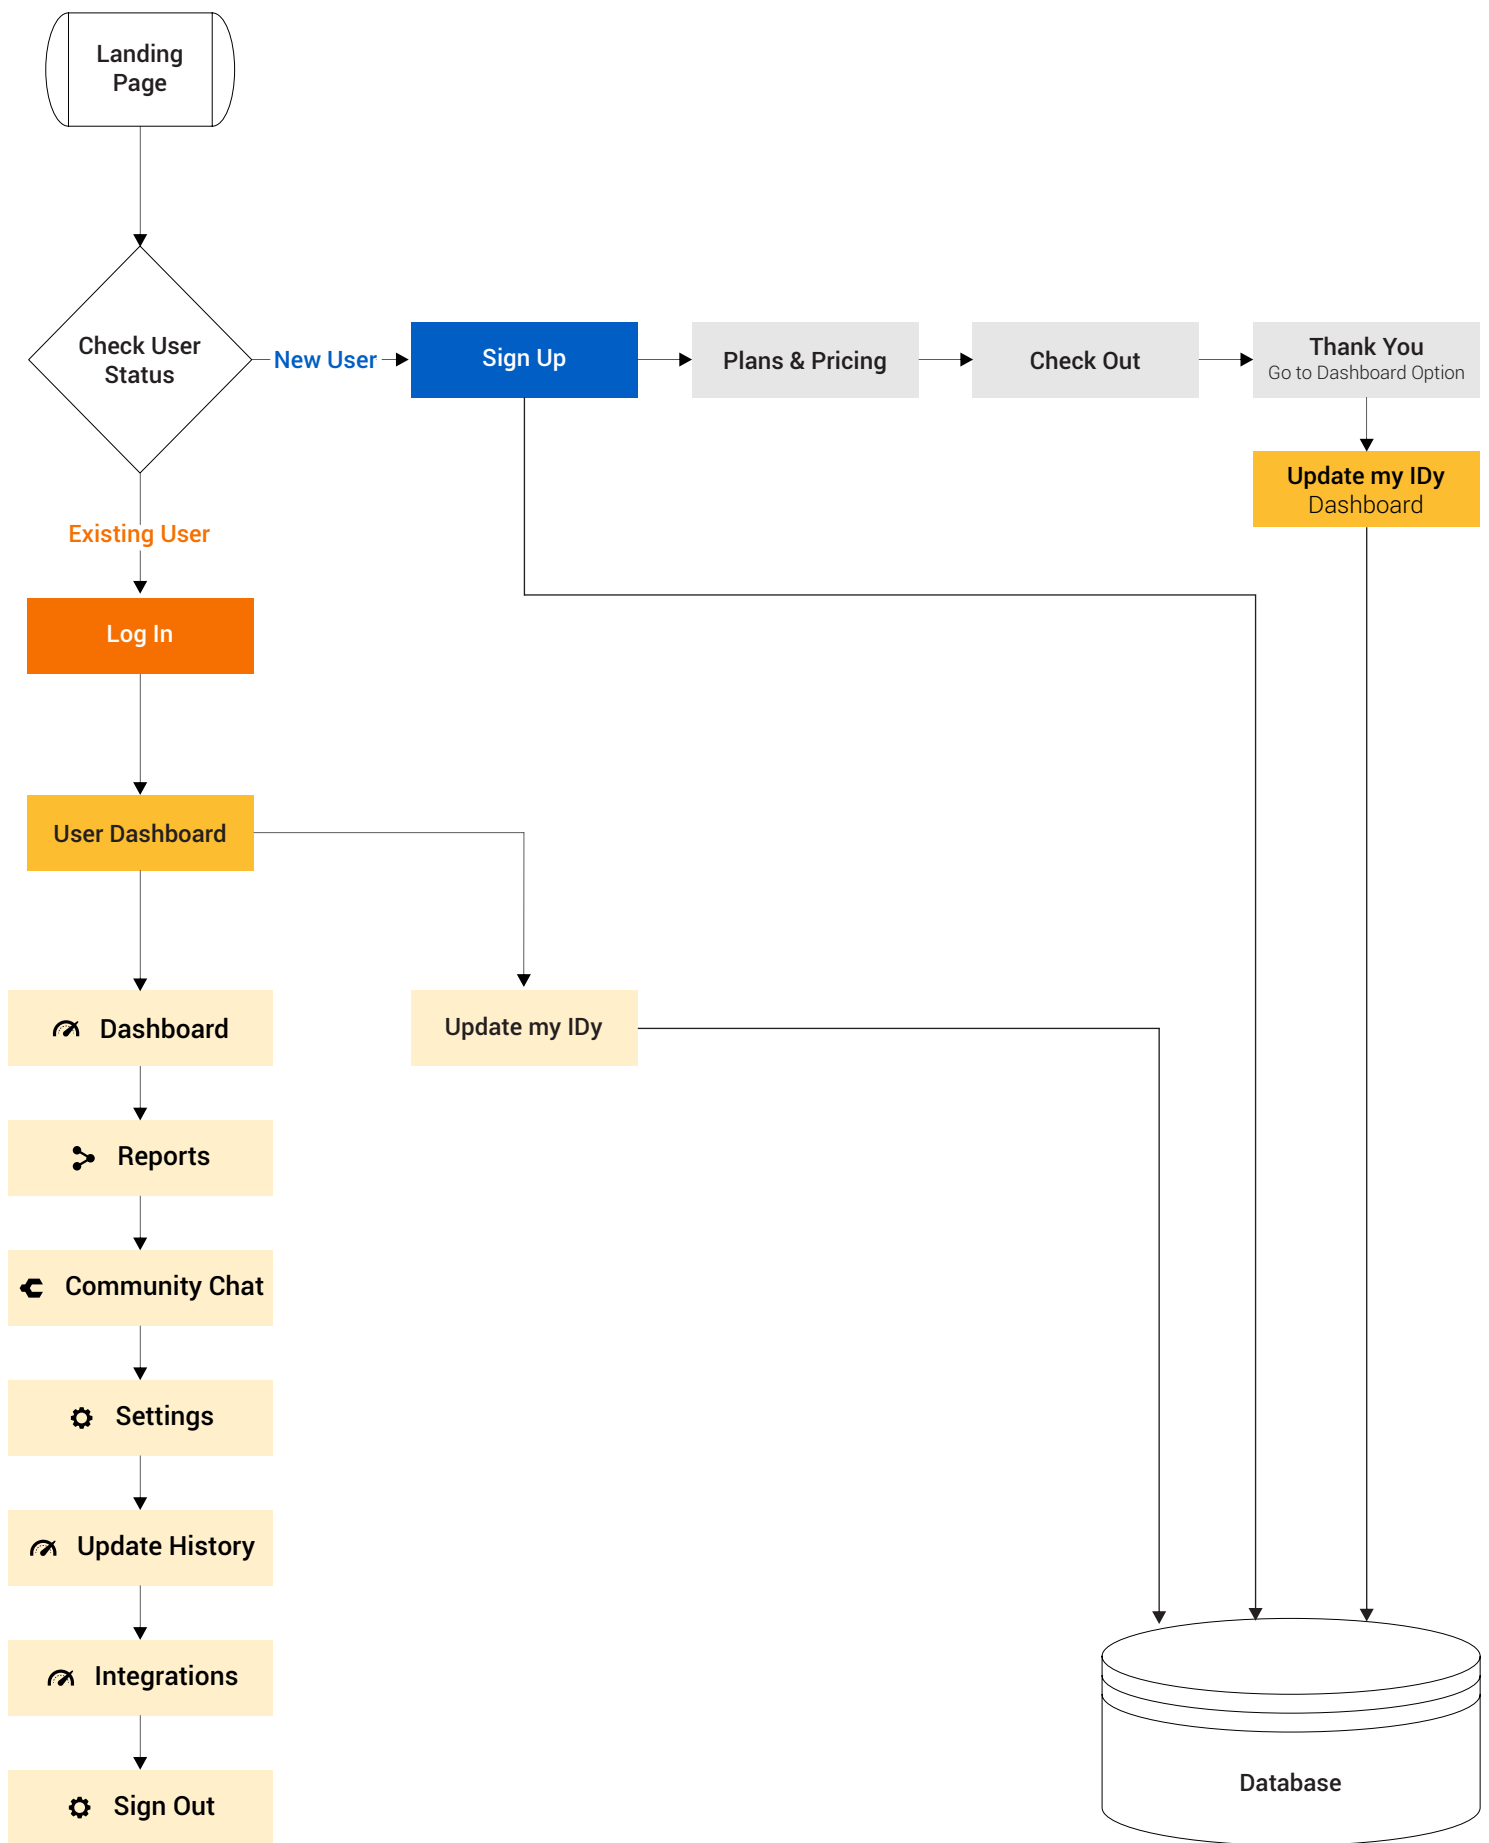 Landing
Page
Check User
Status
New User
Sign Up
Plans & Pricing
Check Out
Thank You
Go to Dashboard Option
Update my IDy
Dashboard
Existing User
Log In
User Dashboard
Dashboard
Update my IDy
Reports
Community Chat
Settings
Update History
Integrations
Sign Out
Database